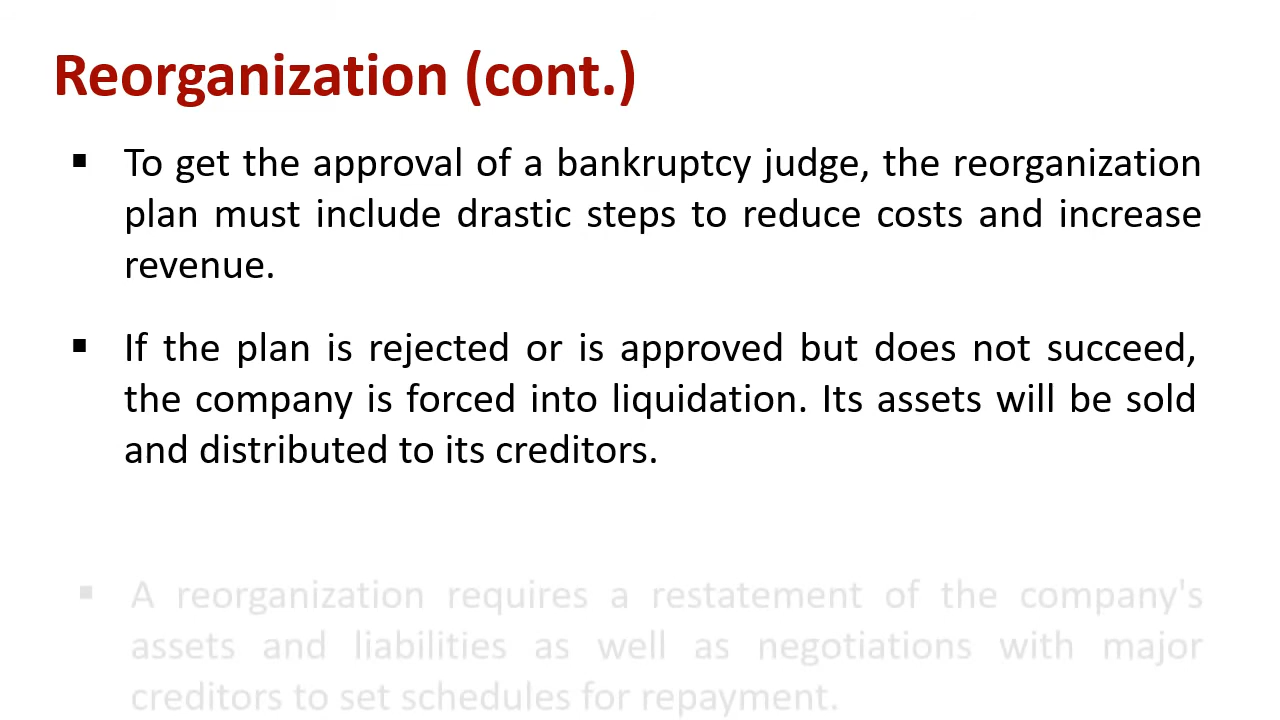 Reorganization (cont.)
▪ To get the approval of a bankruptcy judge, the reorganization
plan must include drastic steps to reduce costs and increase
revenue.
▪ If the plan is rejected or is approved but does not succeed,
the company is forced into liquidation. Its assets will be sold
and distributed to its creditors.
▪ A reorganization requires a restatement of the company's
assets and liabilities as well as negotiations with major
creditors to set schedules for repayment.